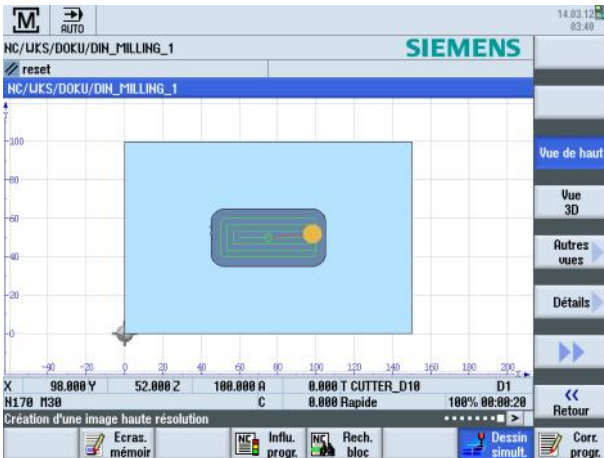 M
AUTO
14.03.12
03:40
NC/WKS/DOKU/DIN_MILLING_1
SIEMENS
reset
NC/WKS/DOKU/DIN_MILLING_1
Y
100
80
60
40
20
0
-40 -20 0 20 40 60 80 100 120 140 160 180 200
X
X 98.000 Y 52.000 Z 100.000 A 0.000 T CUTTER_D10 D1
N170 M30 C 0.000 Rapide 100% 00:00:20
Création d'une image haute résolution
>
Vue de haut
Vue
3D
Autres
vues
Détails
Retour
Ecras.
mémoir
NC Influ.
progr.
NC Rech.
bloc
Dessin
simult.
Corr.
progr.